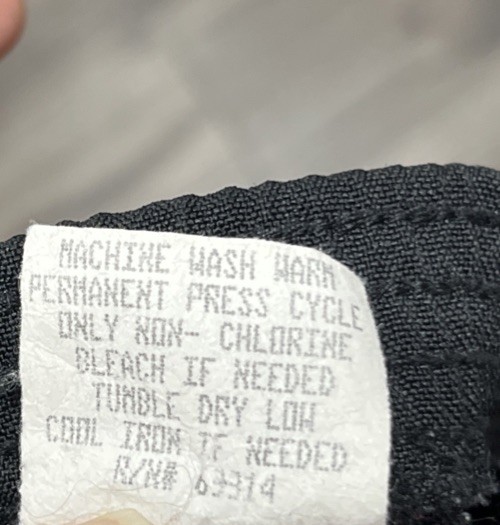 MACHINE WASH WARM
PERMANENT PRESS CYCLE
ONLY NON- CHLORINE
BLEACH IF NEEDED
TUMBLE DRY LOW
COOL IRON IF NEEDED
R/N#